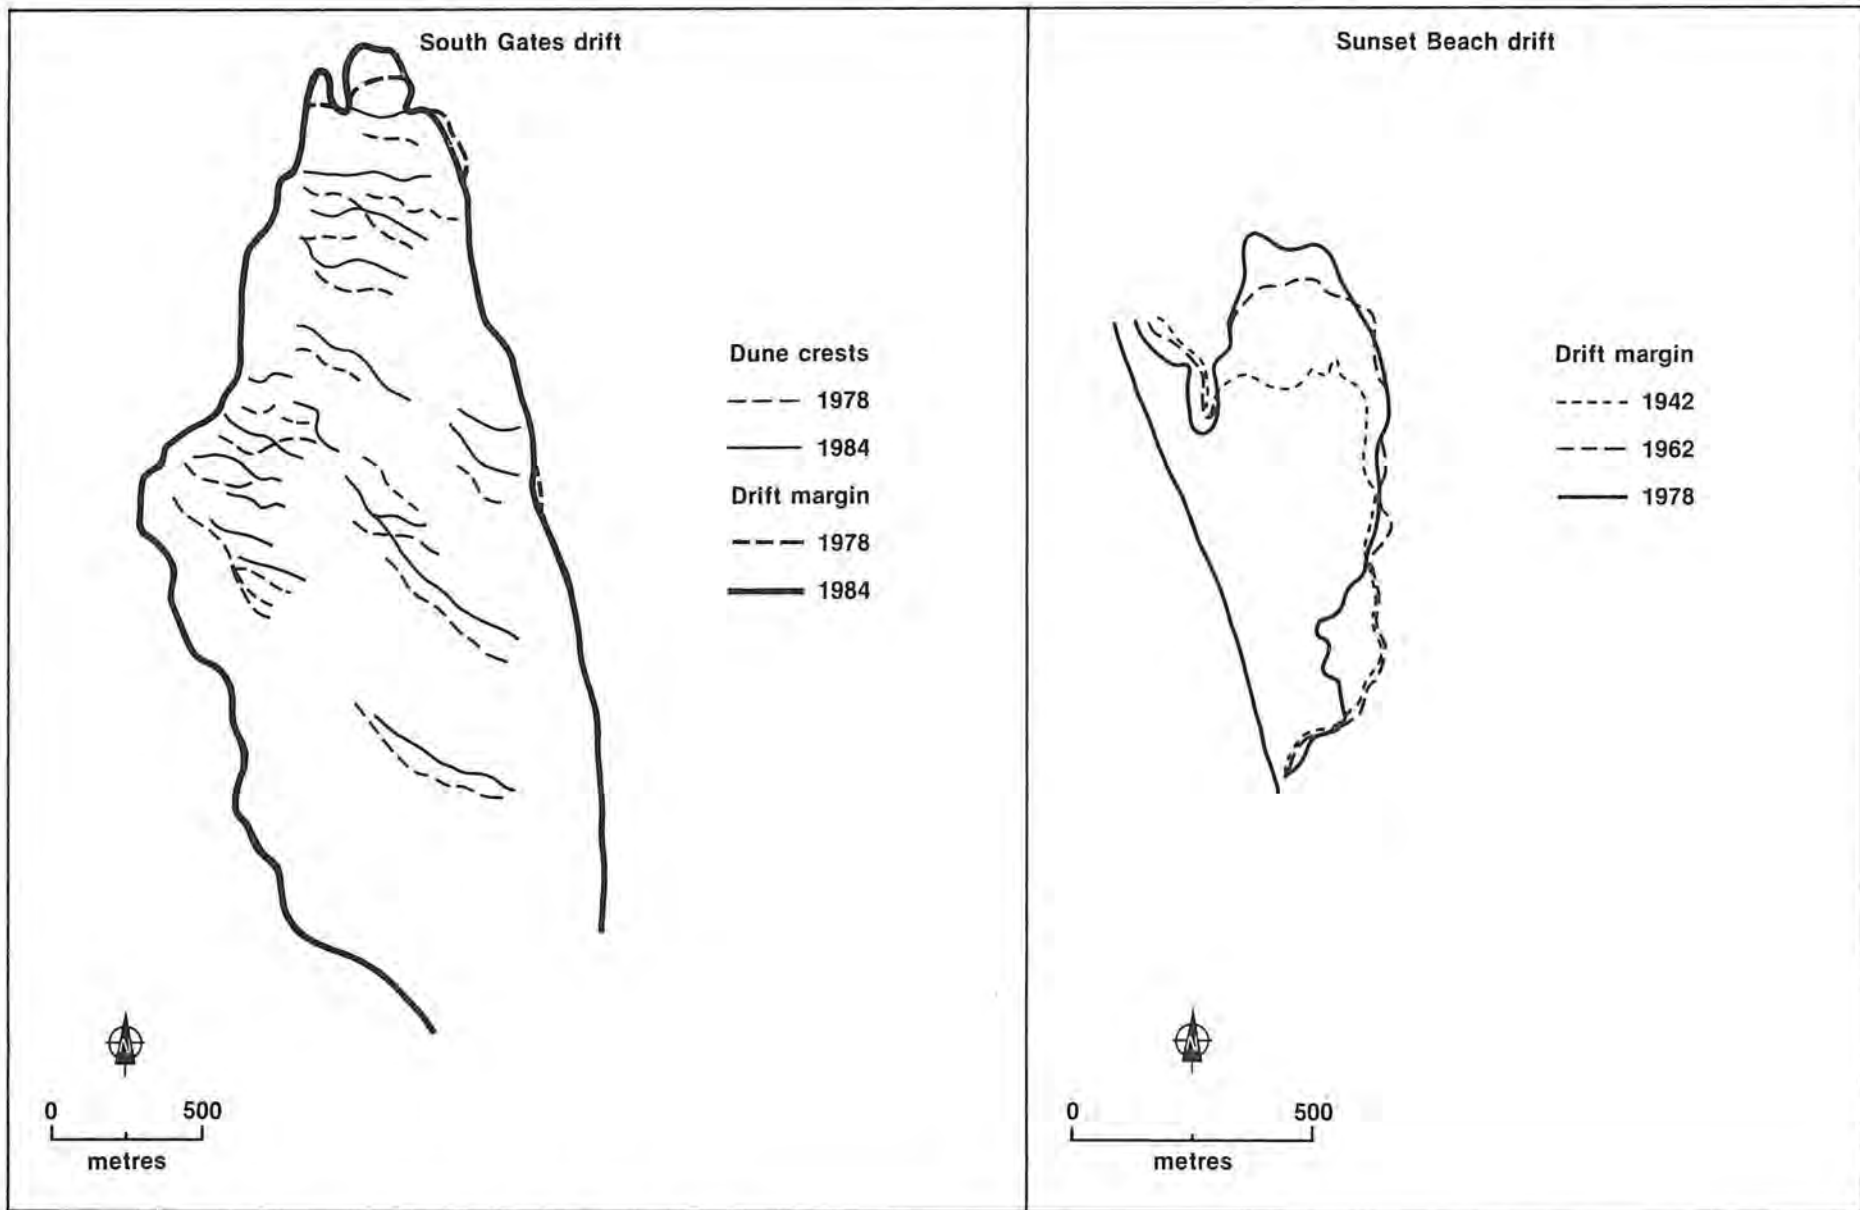 South Gates drift
Dune crests
1978
1984
Drift margin
1978
1984
N
0 500
metres
Sunset Beach drift
Drift margin
1942
1962
1978
N
0 500
metres